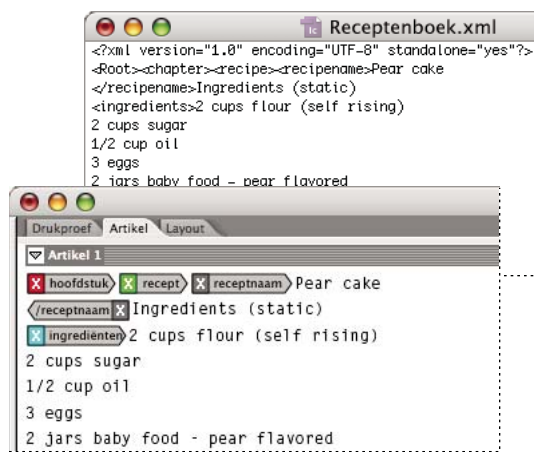 Receptenboek.xml
<?xml version="1.0" encoding="UTF-8" standalone="yes"?>
<Root><chapter><recipe><recipename>Pear cake
</recipename>Ingredients (static)
<ingredients>2 cups flour (self rising)
2 cups sugar
1/2 cup oil
3 eggs
2 jars baby food – pear flavored
Drukproef Artikel Layout
Artikel 1
hoofdstuk recept receptnaam Pear cake
/receptnaam Ingredients (static)
ingrediënten 2 cups flour (self rising)
2 cups sugar
1/2 cup oil
3 eggs
2 jars baby food - pear flavored